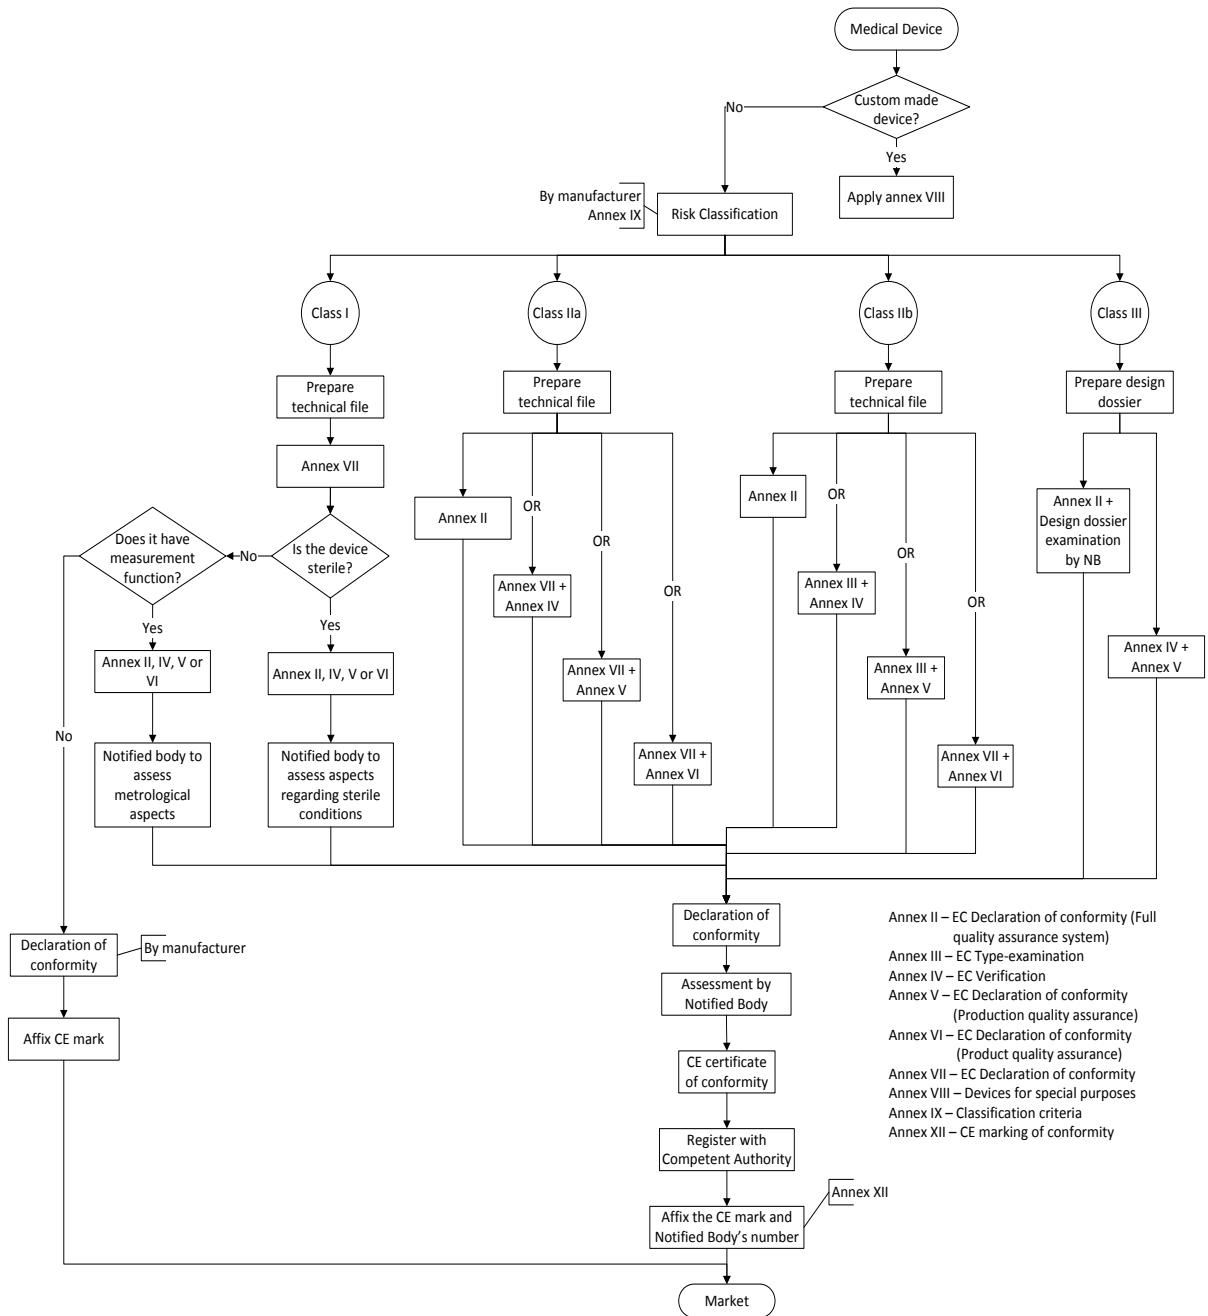 Medical Device
Custom made
device?
No
Yes
Apply annex VIII
By manufacturer
Annex IX
Risk Classification
Class I
Class IIa
Class IIb
Class III
Prepare
technical file
Prepare
technical file
Prepare
technical file
Prepare design
dossier
Annex VII
Annex II
OR
OR
OR
Annex II
OR
OR
OR
Annex II +
Design dossier
examination
by NB
Does it have
measurement
function?
No
Is the device
sterile?
Annex VII +
Annex IV
Annex III +
Annex IV
Yes
Yes
Annex II, IV, V or
VI
Annex II, IV, V or VI
Annex VII +
Annex V
Annex III +
Annex V
Annex IV +
Annex V
No
Notified body to
assess
metrological
aspects
Notified body to
assess aspects
regarding sterile
conditions
Annex VII +
Annex VI
Annex VII +
Annex VI
Declaration of
conformity
By manufacturer
Affix CE mark
Declaration of
conformity
Assessment by
Notified Body
CE certificate
of conformity
Register with
Competent Authority
Annex XII
Affix the CE mark and
Notified Body's number
Market
Annex II – EC Declaration of conformity (Full
quality assurance system)
Annex III – EC Type-examination
Annex IV – EC Verification
Annex V – EC Declaration of conformity
(Production quality assurance)
Annex VI – EC Declaration of conformity
(Product quality assurance)
Annex VII – EC Declaration of conformity
Annex VIII – Devices for special purposes
Annex IX – Classification criteria
Annex XII – CE marking of conformity